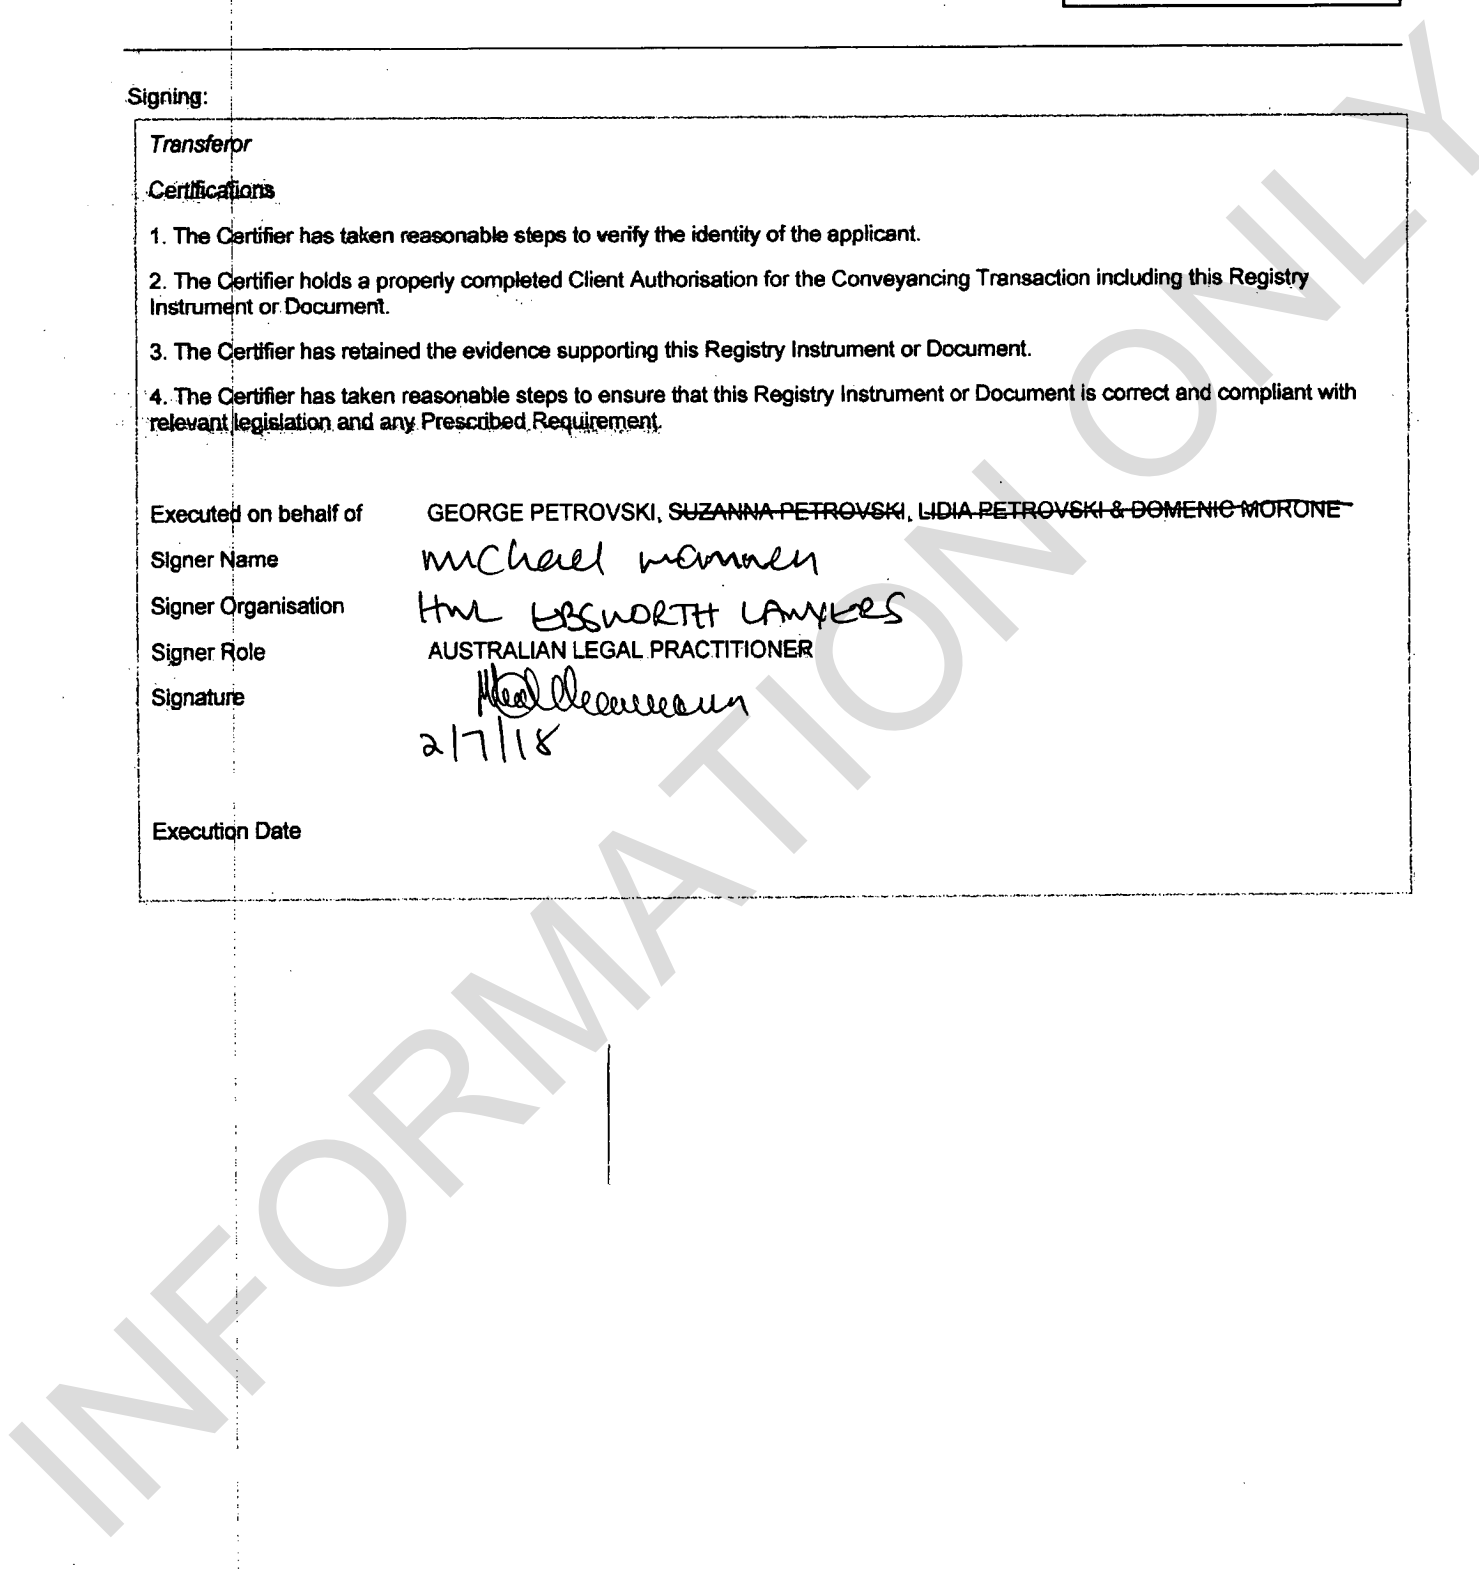 Signing:
Transferor
Certifications
1. The Certifier has taken reasonable steps to verify the identity of the applicant.
2. The Certifier holds a properly completed Client Authorisation for the Conveyancing Transaction including this Registry
Instrument or Document.
3. The Certifier has retained the evidence supporting this Registry Instrument or Document.
4. The Certifier has taken reasonable steps to ensure that this Registry Instrument or Document is correct and compliant with
relevant legislation and any Prescribed Requirement.
Executed on behalf of GEORGE PETROVSKI, SUZANNA PETROVSKI, LIDIA PETROVSKI & DOMENIC MORONE
Signer Name michael
Signer Organisation HWL EBSWORTH LAWYERS
Signer Role AUSTRALIAN LEGAL PRACTITIONER
Signature
2/7/18
Execution Date
INFORMATION ONLY